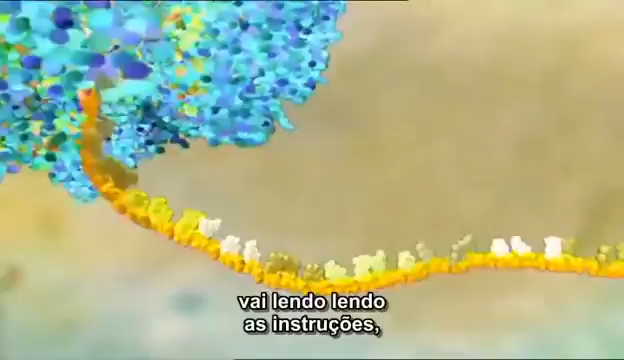 vai lendo lendo
as instruções,